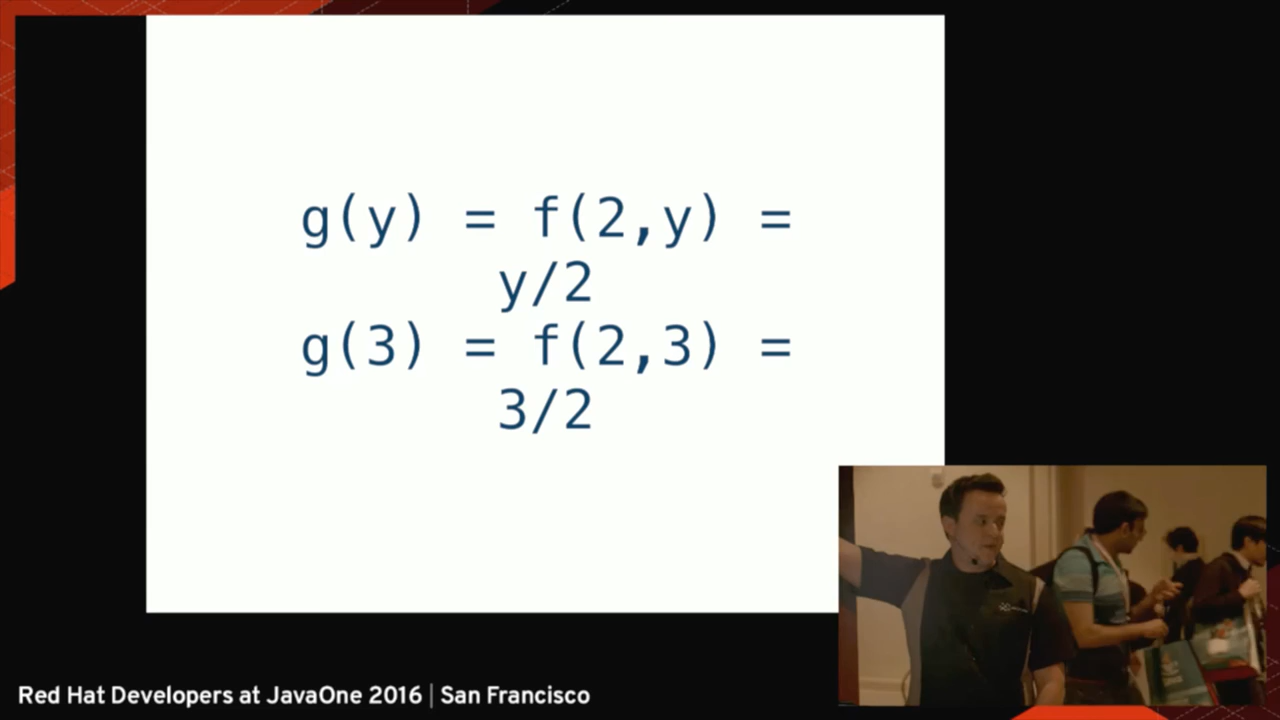 g(y) = f(2,y) =
y/2
g(3) = f(2,3) =
3/2
Red Hat Developers at JavaOne 2016 | San Francisco